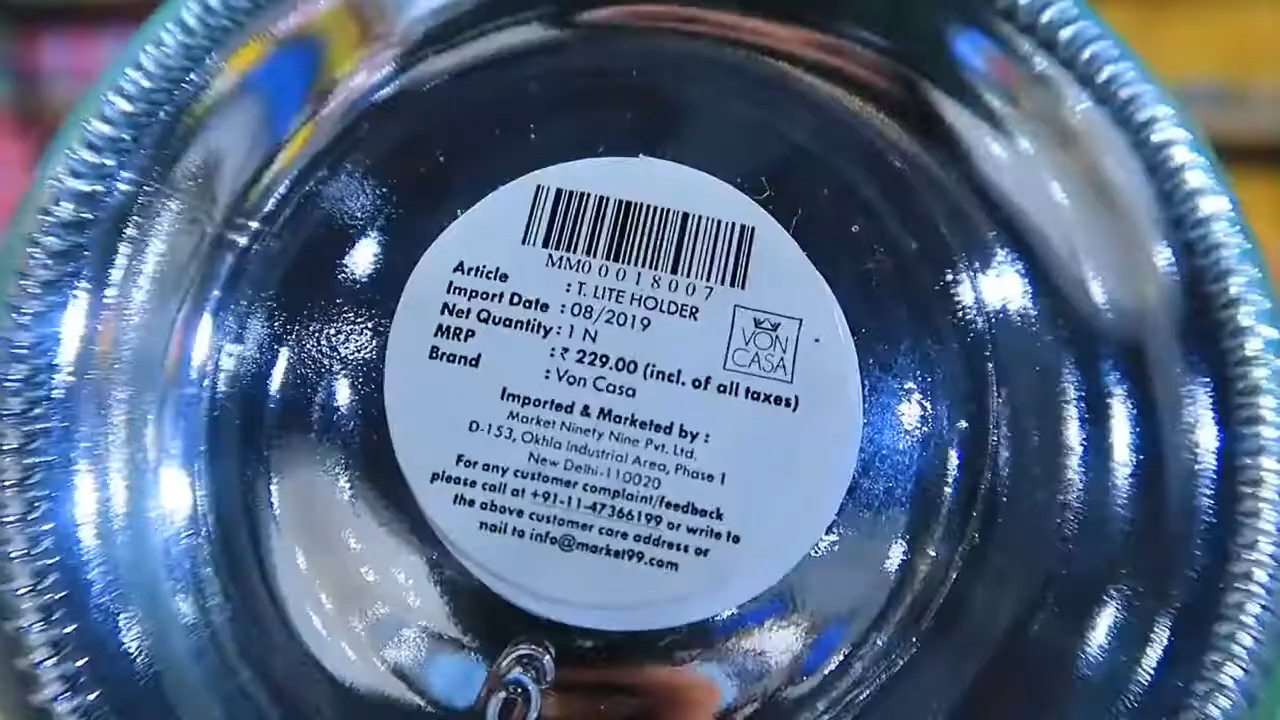 MM00018007
Article : T. LITE HOLDER
Import Date : 08/2019
Net Quantity : 1 N
MRP : ₹ 229.00 (incl. of all taxes)
Brand : Von Casa
VON
CASA
Imported & Marketed by :
Market Ninety Nine Pvt. Ltd.
D-153, Okhla Industrial Area, Phase 1
New Delhi-110020
For any customer complaint/feedback
please call at +91-11-47366199 or write to
the above customer care address or
nail to info@market99.com